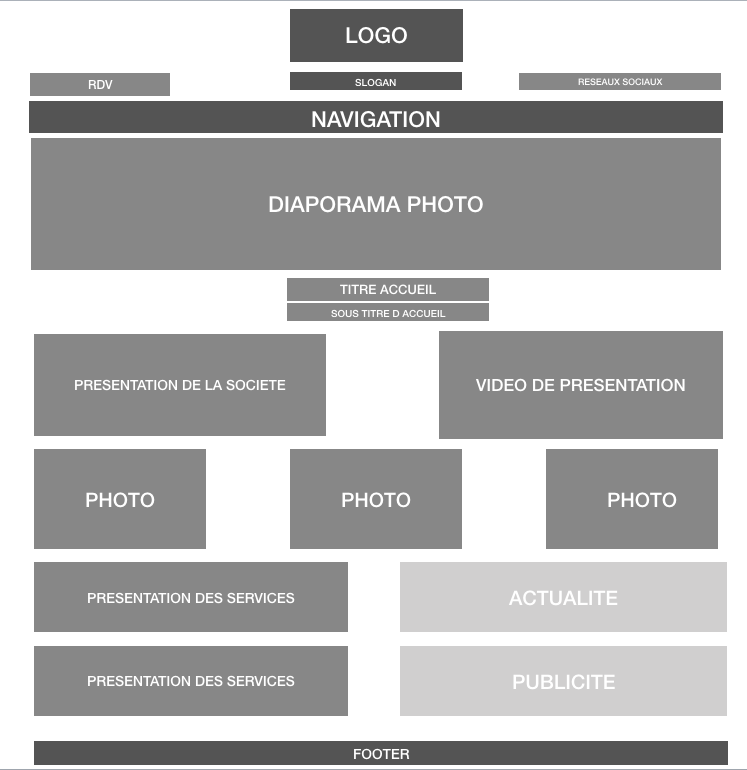 LOGO
RDV
SLOGAN
RESEAUX SOCIAUX
NAVIGATION
DIAPORAMA PHOTO
TITRE ACCUEIL
SOUS TITRE D ACCUEIL
PRESENTATION DE LA SOCIETE
VIDEO DE PRESENTATION
PHOTO
PHOTO
PHOTO
PRESENTATION DES SERVICES
ACTUALITE
PRESENTATION DES SERVICES
PUBLICITE
FOOTER